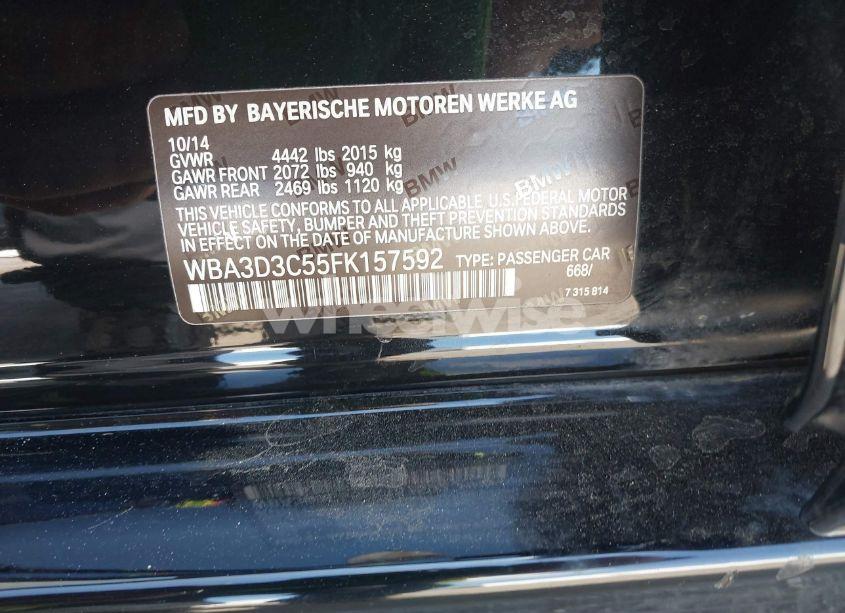 MFD BY BAYERISCHE MOTOREN WERKE AG
10/14
GVWR 4442 lbs 2015 kg
GAWR FRONT 2072 lbs 940 kg
GAWR REAR 2469 lbs 1120 kg
THIS VEHICLE CONFORMS TO ALL APPLICABLE U.S. FEDERAL MOTOR
VEHICLE SAFETY, BUMPER AND THEFT PREVENTION STANDARDS
IN EFFECT ON THE DATE OF MANUFACTURE SHOWN ABOVE.
WBA3D3C55FK157592 TYPE: PASSENGER CAR
668/
7 315 814
wheelwise